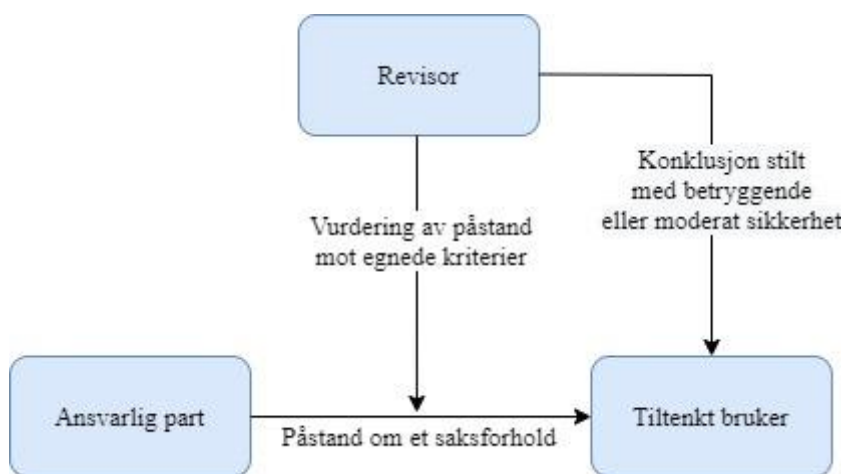 Revisor
Konklusjon stilt
med betryggende
eller moderat sikkerhet
Vurdering av påstand
mot egnede kriterier
Ansvarlig part
Påstand om et saksforhold
Tiltenkt bruker